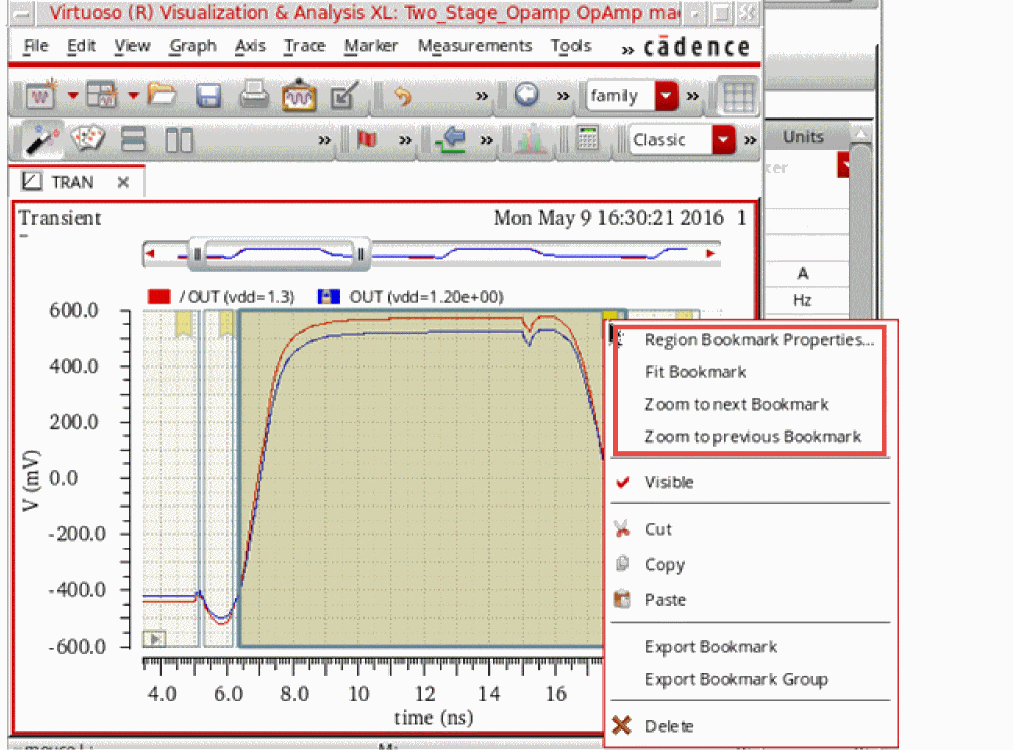 Virtuoso (R) Visualization & Analysis XL: Two_Stage_Opamp OpAmp
File Edit View Graph Axis Trace Marker Measurements Tools » cādence
» » family »
» » » Classic »
Units
TRAN
Transient
Mon May 9 16:30:21 2016 1
A
Hz
/OUT (vdd=1.3) OUT (vdd=1.20e+00)
600.0
400.0
200.0
0.0
-200.0
-400.0
-600.0
V (mV)
4.0 6.0 8.0 10 12 14 16
time (ns)
Region Bookmark Properties...
Fit Bookmark
Zoom to next Bookmark
Zoom to previous Bookmark
Visible
Cut
Copy
Paste
Export Bookmark
Export Bookmark Group
Delete